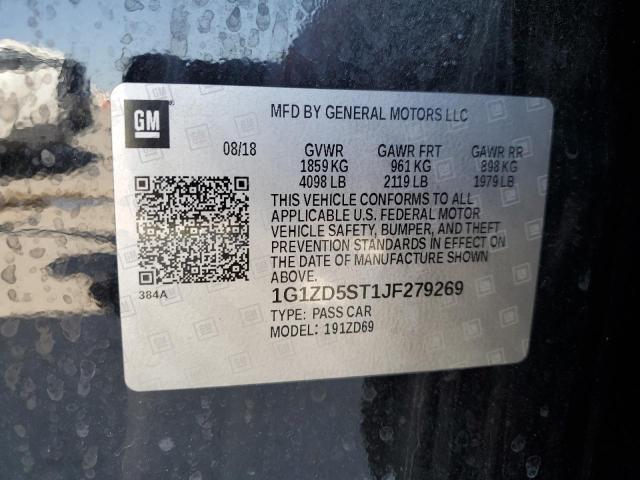 GM
MFD BY GENERAL MOTORS LLC
08/18 GVWR GAWR FRT GAWR RR
1859 KG 961 KG 898 KG
4098 LB 2119 LB 1979 LB
THIS VEHICLE CONFORMS TO ALL
APPLICABLE U.S. FEDERAL MOTOR
VEHICLE SAFETY, BUMPER, AND THEFT
PREVENTION STANDARDS IN EFFECT ON
THE DATE OF MANUFACTURE SHOWN ABOVE.
384A
1G1ZD5ST1JF279269
TYPE: PASS CAR
MODEL: 191ZD69